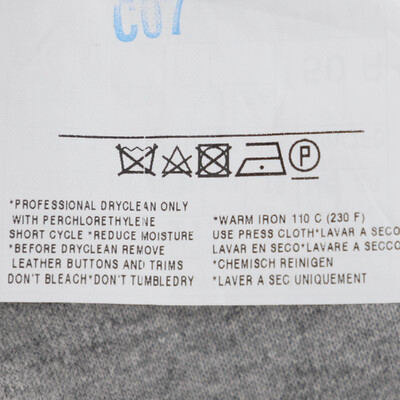 C07
P
*PROFESSIONAL DRYCLEAN ONLY
WITH PERCHLORETHYLENE
SHORT CYCLE *REDUCE MOISTURE
*BEFORE DRYCLEAN REMOVE
LEATHER BUTTONS AND TRIMS
DON'T BLEACH*DON'T TUMBLEDRY
*WARM IRON 110 C (230 F)
USE PRESS CLOTH*LAVAR A SECO
LAVAR EN SECO*LAVARE A SECCO
*CHEMISCH REINIGEN
*LAVER A SEC UNIQUEMENT